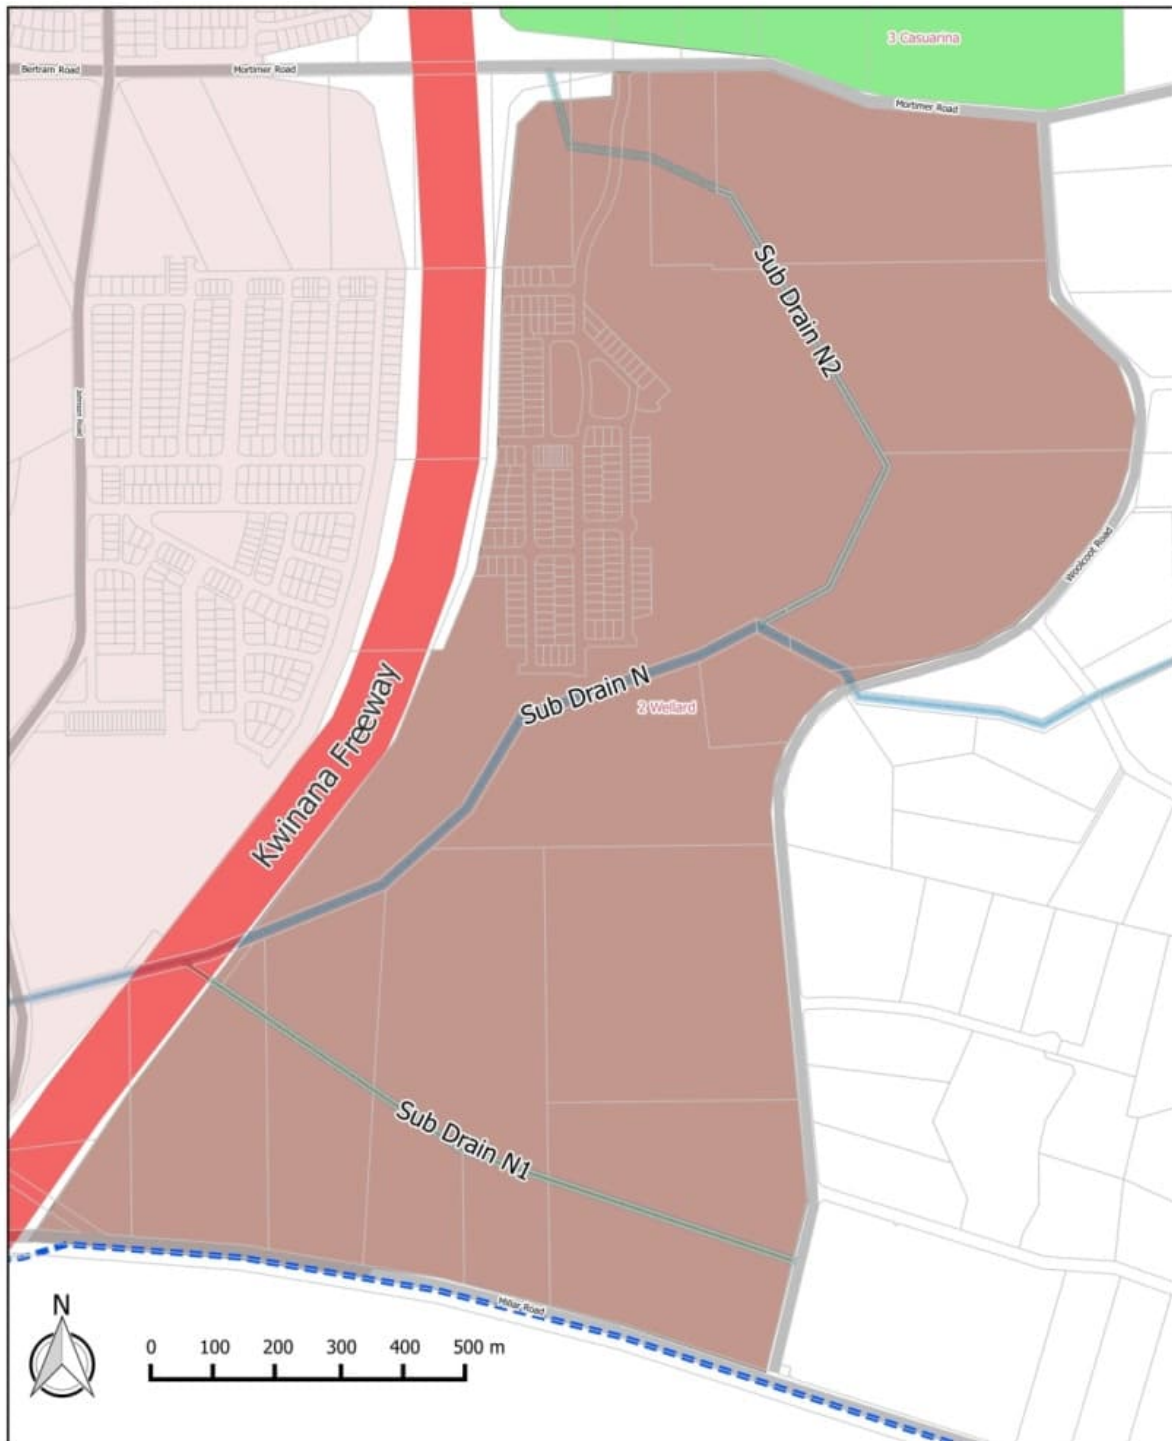 3 Casuarina
Bertram Road
Mortimer Road
Mortimer Road
Sub Drain N2
Johnson Road
Woolcoot Road
Sub Drain N
2 Wellard
Kwinana Freeway
Sub Drain N1
Millar Road
N
0 100 200 300 400 500 m